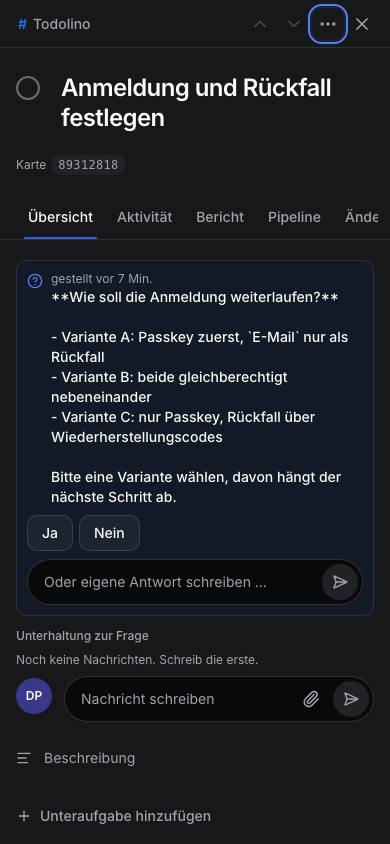 # Todolino
Anmeldung und Rückfall
festlegen
Karte 89312818
Übersicht Aktivität Bericht Pipeline Ände
gestellt vor 7 Min.
**Wie soll die Anmeldung weiterlaufen?**
- Variante A: Passkey zuerst, `E-Mail` nur als
Rückfall
- Variante B: beide gleichberechtigt
nebeneinander
- Variante C: nur Passkey, Rückfall über
Wiederherstellungscodes
Bitte eine Variante wählen, davon hängt der
nächste Schritt ab.
Ja Nein
Oder eigene Antwort schreiben ...
Unterhaltung zur Frage
Noch keine Nachrichten. Schreib die erste.
DP Nachricht schreiben
Beschreibung
+ Unteraufgabe hinzufügen